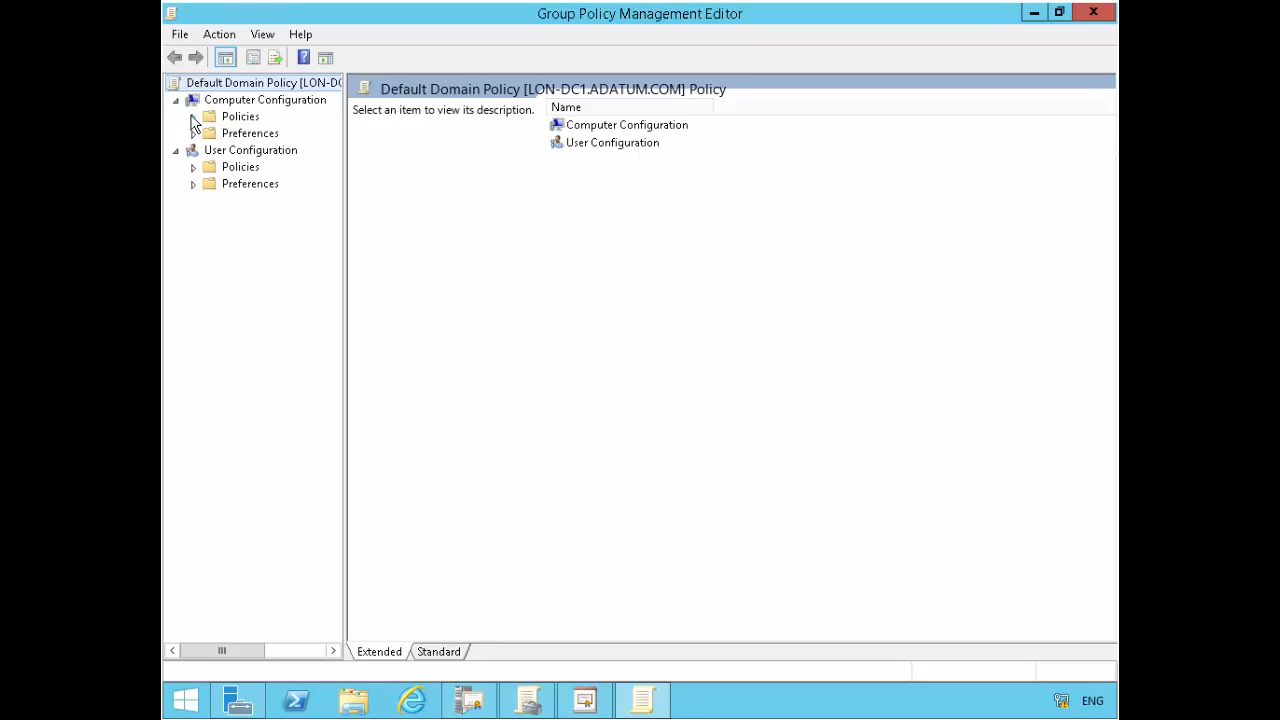 Group Policy Management Editor
File Action View Help
Default Domain Policy [LON-DC
Computer Configuration
Policies
Preferences
User Configuration
Policies
Preferences
Default Domain Policy [LON-DC1.ADATUM.COM] Policy
Select an item to view its description.
Name
Computer Configuration
User Configuration
Extended Standard
ENG